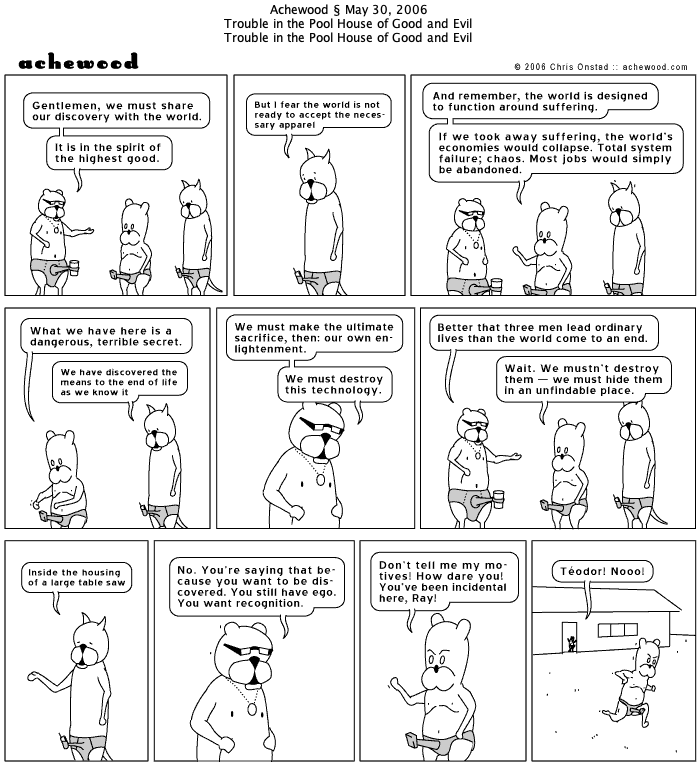 Achewood § May 30, 2006
Trouble in the Pool House of Good and Evil
Trouble in the Pool House of Good and Evil
achewood
© 2006 Chris Onstad :: achewood.com
Gentlemen, we must share
our discovery with the world.
It is in the spirit of
the highest good.
But I fear the world is not
ready to accept the neces-
sary apparel
And remember, the world is designed
to function around suffering.
If we took away suffering, the world's
economies would collapse. Total system
failure; chaos. Most jobs would simply
be abandoned.
What we have here is a
dangerous, terrible secret.
We have discovered the
means to the end of life
as we know it
We must make the ultimate
sacrifice, then: our own en-
lightenment.
We must destroy
this technology.
Better that three men lead ordinary
lives than the world come to an end.
Wait. We mustn't destroy
them — we must hide them
in an unfindable place.
Inside the housing
of a large table saw
No. You're saying that be-
cause you want to be dis-
covered. You still have ego.
You want recognition.
Don't tell me my mo-
tives! How dare you!
You've been incidental
here, Ray!
Téodor! Nooo!